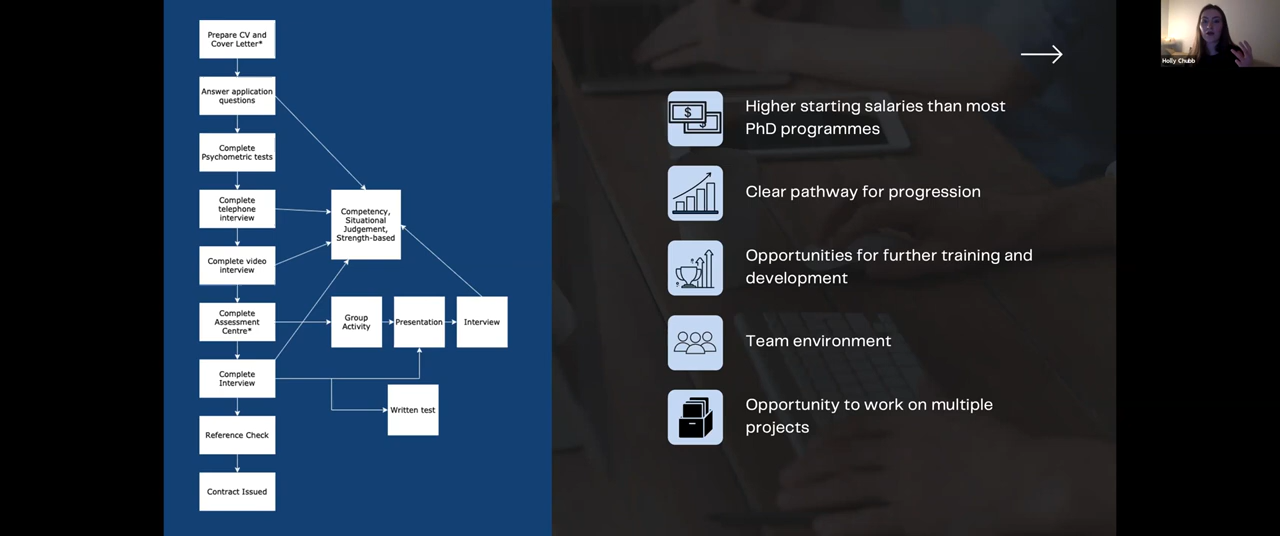 Prepare CV and
Cover Letter*
Answer application
questions
Complete
Psychometric tests
Complete
telephone
interview
Complete video
interview
Complete
Assessment
Centre*
Complete
Interview
Reference Check
Contract Issued
Competency,
Situational
Judgement,
Strength-based
Group
Activity
Presentation
Interview
Written test
Higher starting salaries than most
PhD programmes
Clear pathway for progression
Opportunities for further training and
development
Team environment
Opportunity to work on multiple
projects
Holly Chubb